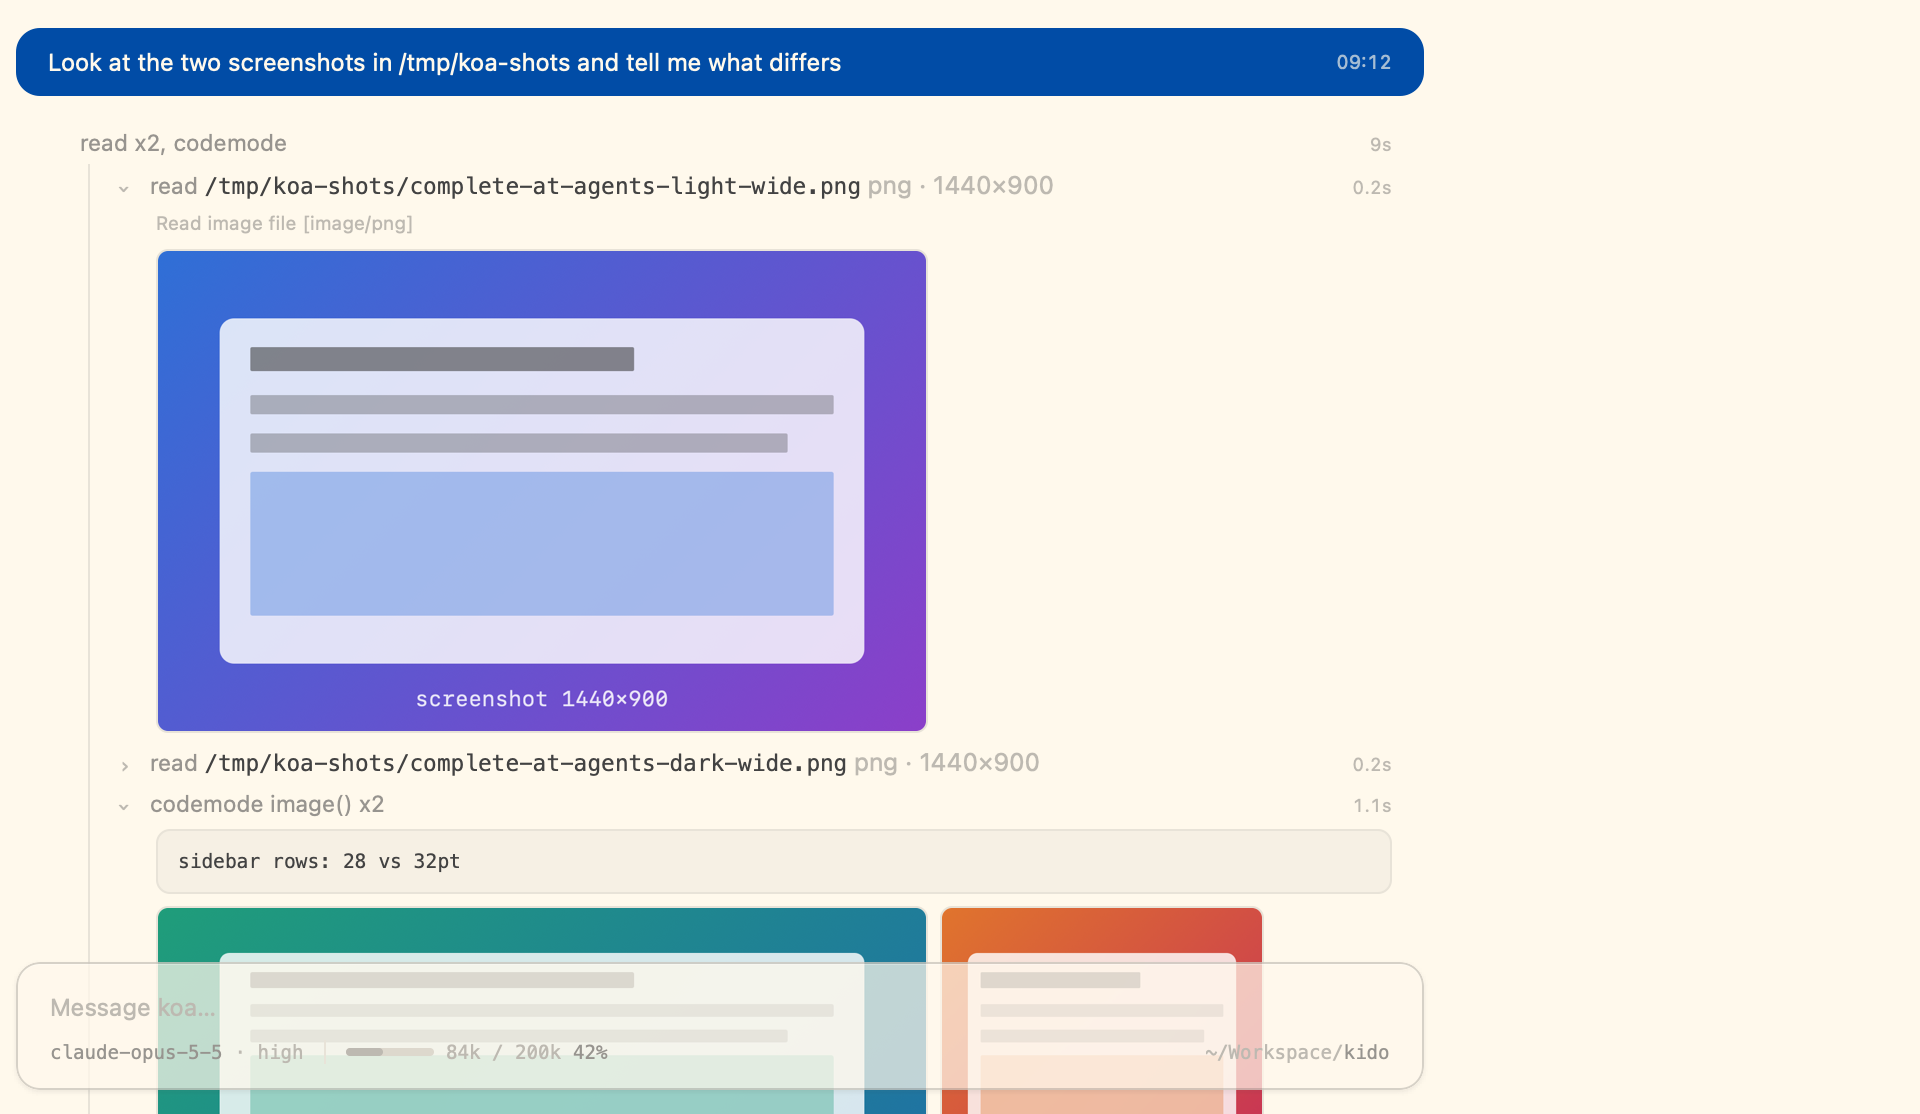 Look at the two screenshots in /tmp/koa-shots and tell me what differs 09:12
read x2, codemode 9s
⌄ read /tmp/koa-shots/complete-at-agents-light-wide.png png · 1440×900 0.2s
Read image file [image/png]
screenshot 1440×900
› read /tmp/koa-shots/complete-at-agents-dark-wide.png png · 1440×900 0.2s
⌄ codemode image() x2 1.1s
sidebar rows: 28 vs 32pt
Message koa...
claude-opus-5-5 · high 84k / 200k 42% ~/Workspace/kido